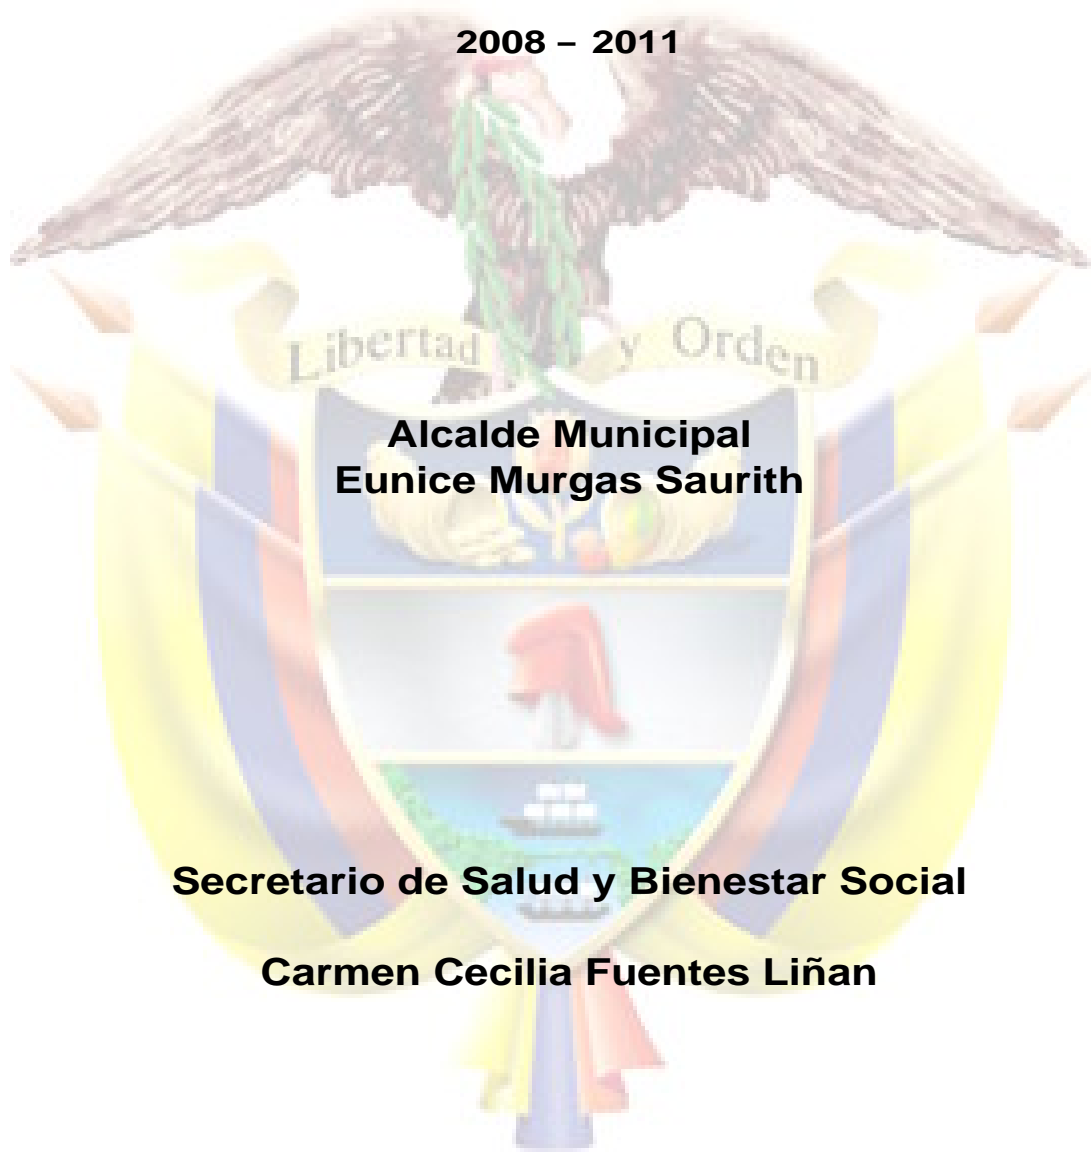 2008 – 2011
Libertad y Orden
Alcalde Municipal
Eunice Murgas Saurith
Secretario de Salud y Bienestar Social
Carmen Cecilia Fuentes Liñan